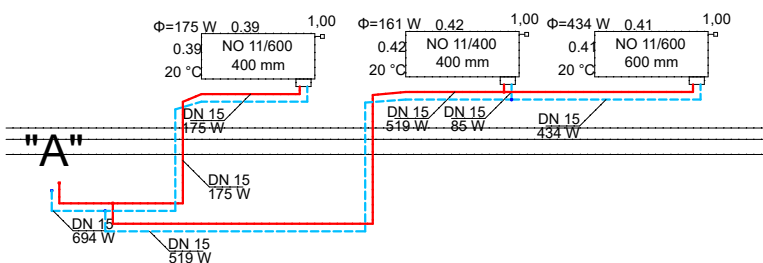 Φ=175 W 0.39 1,00
0.39 NO 11/600
400 mm
20 °C
Φ=161 W 0.42 1,00
0.42 NO 11/400
400 mm
20 °C
Φ=434 W 0.41 1,00
0.41 NO 11/600
600 mm
20 °C
DN 15
175 W
DN 15
519 W
DN 15
85 W
DN 15
434 W
"A"
DN 15
175 W
DN 15
694 W
DN 15
519 W